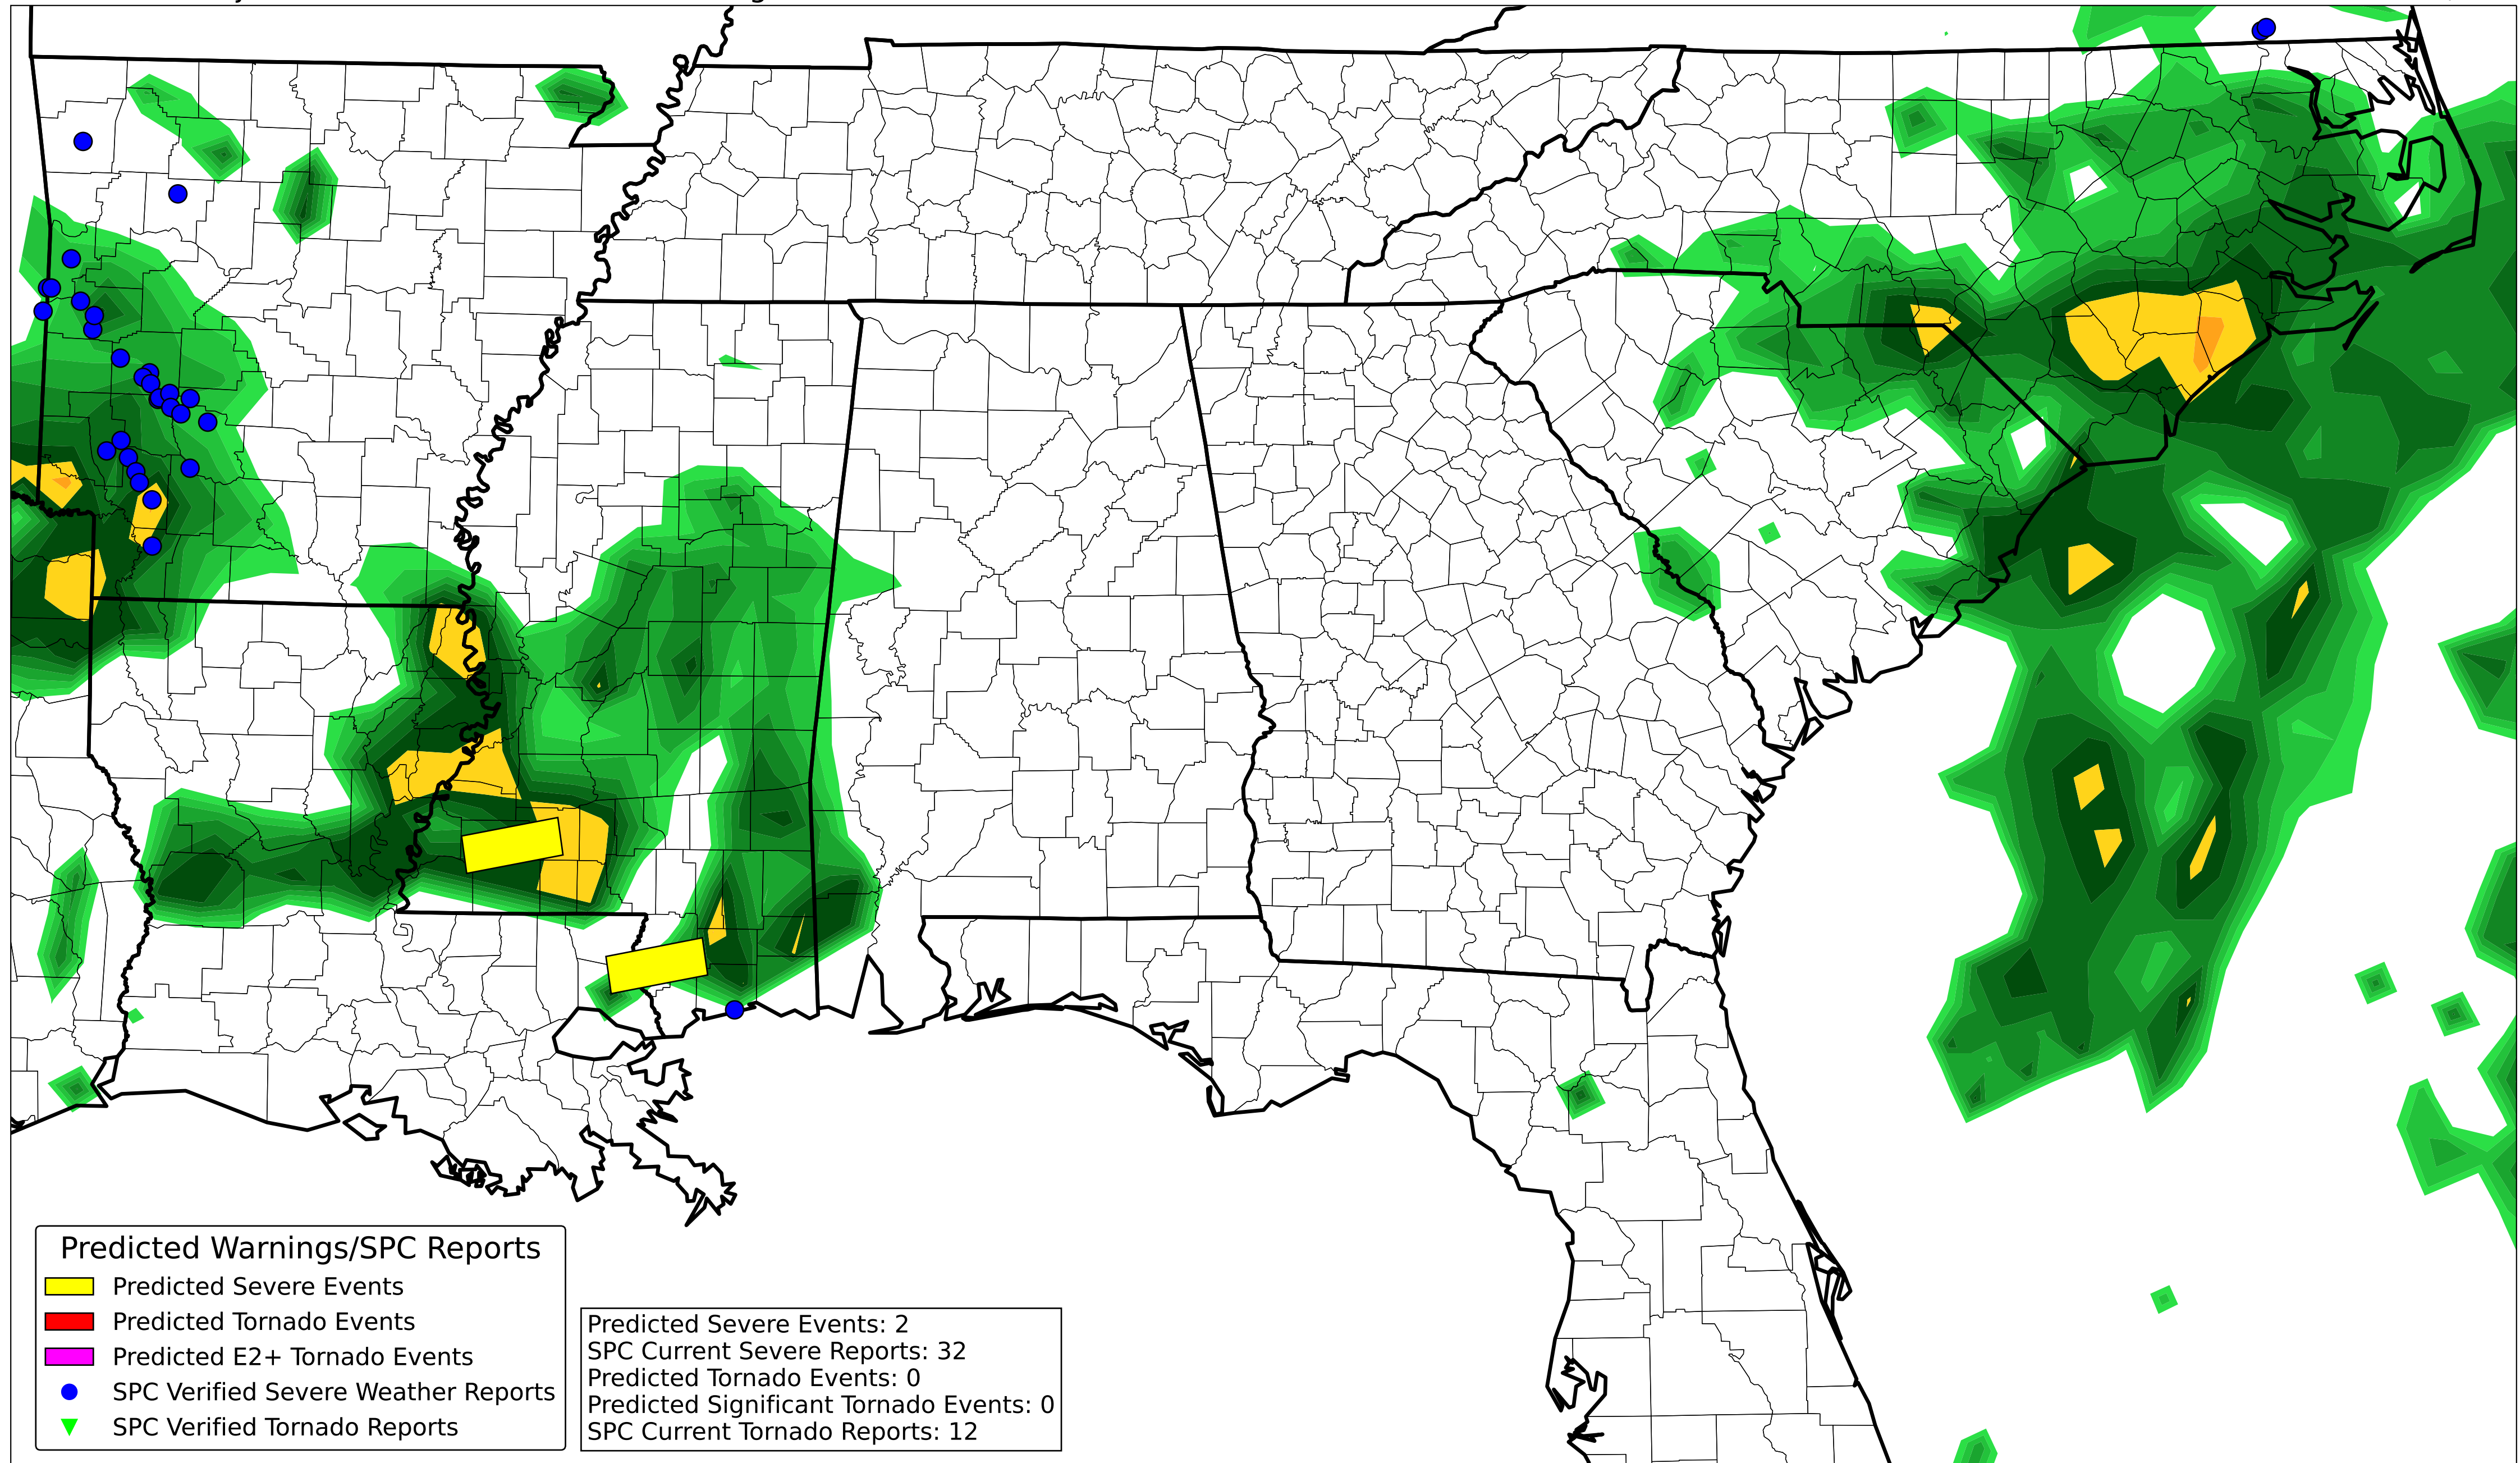 Predicted Warnings/SPC Reports
Predicted Severe Events
Predicted Tornado Events
Predicted E2+ Tornado Events
SPC Verified Severe Weather Reports
SPC Verified Tornado Reports
Predicted Severe Events: 2
SPC Current Severe Reports: 32
Predicted Tornado Events: 0
Predicted Significant Tornado Events: 0
SPC Current Tornado Reports: 12